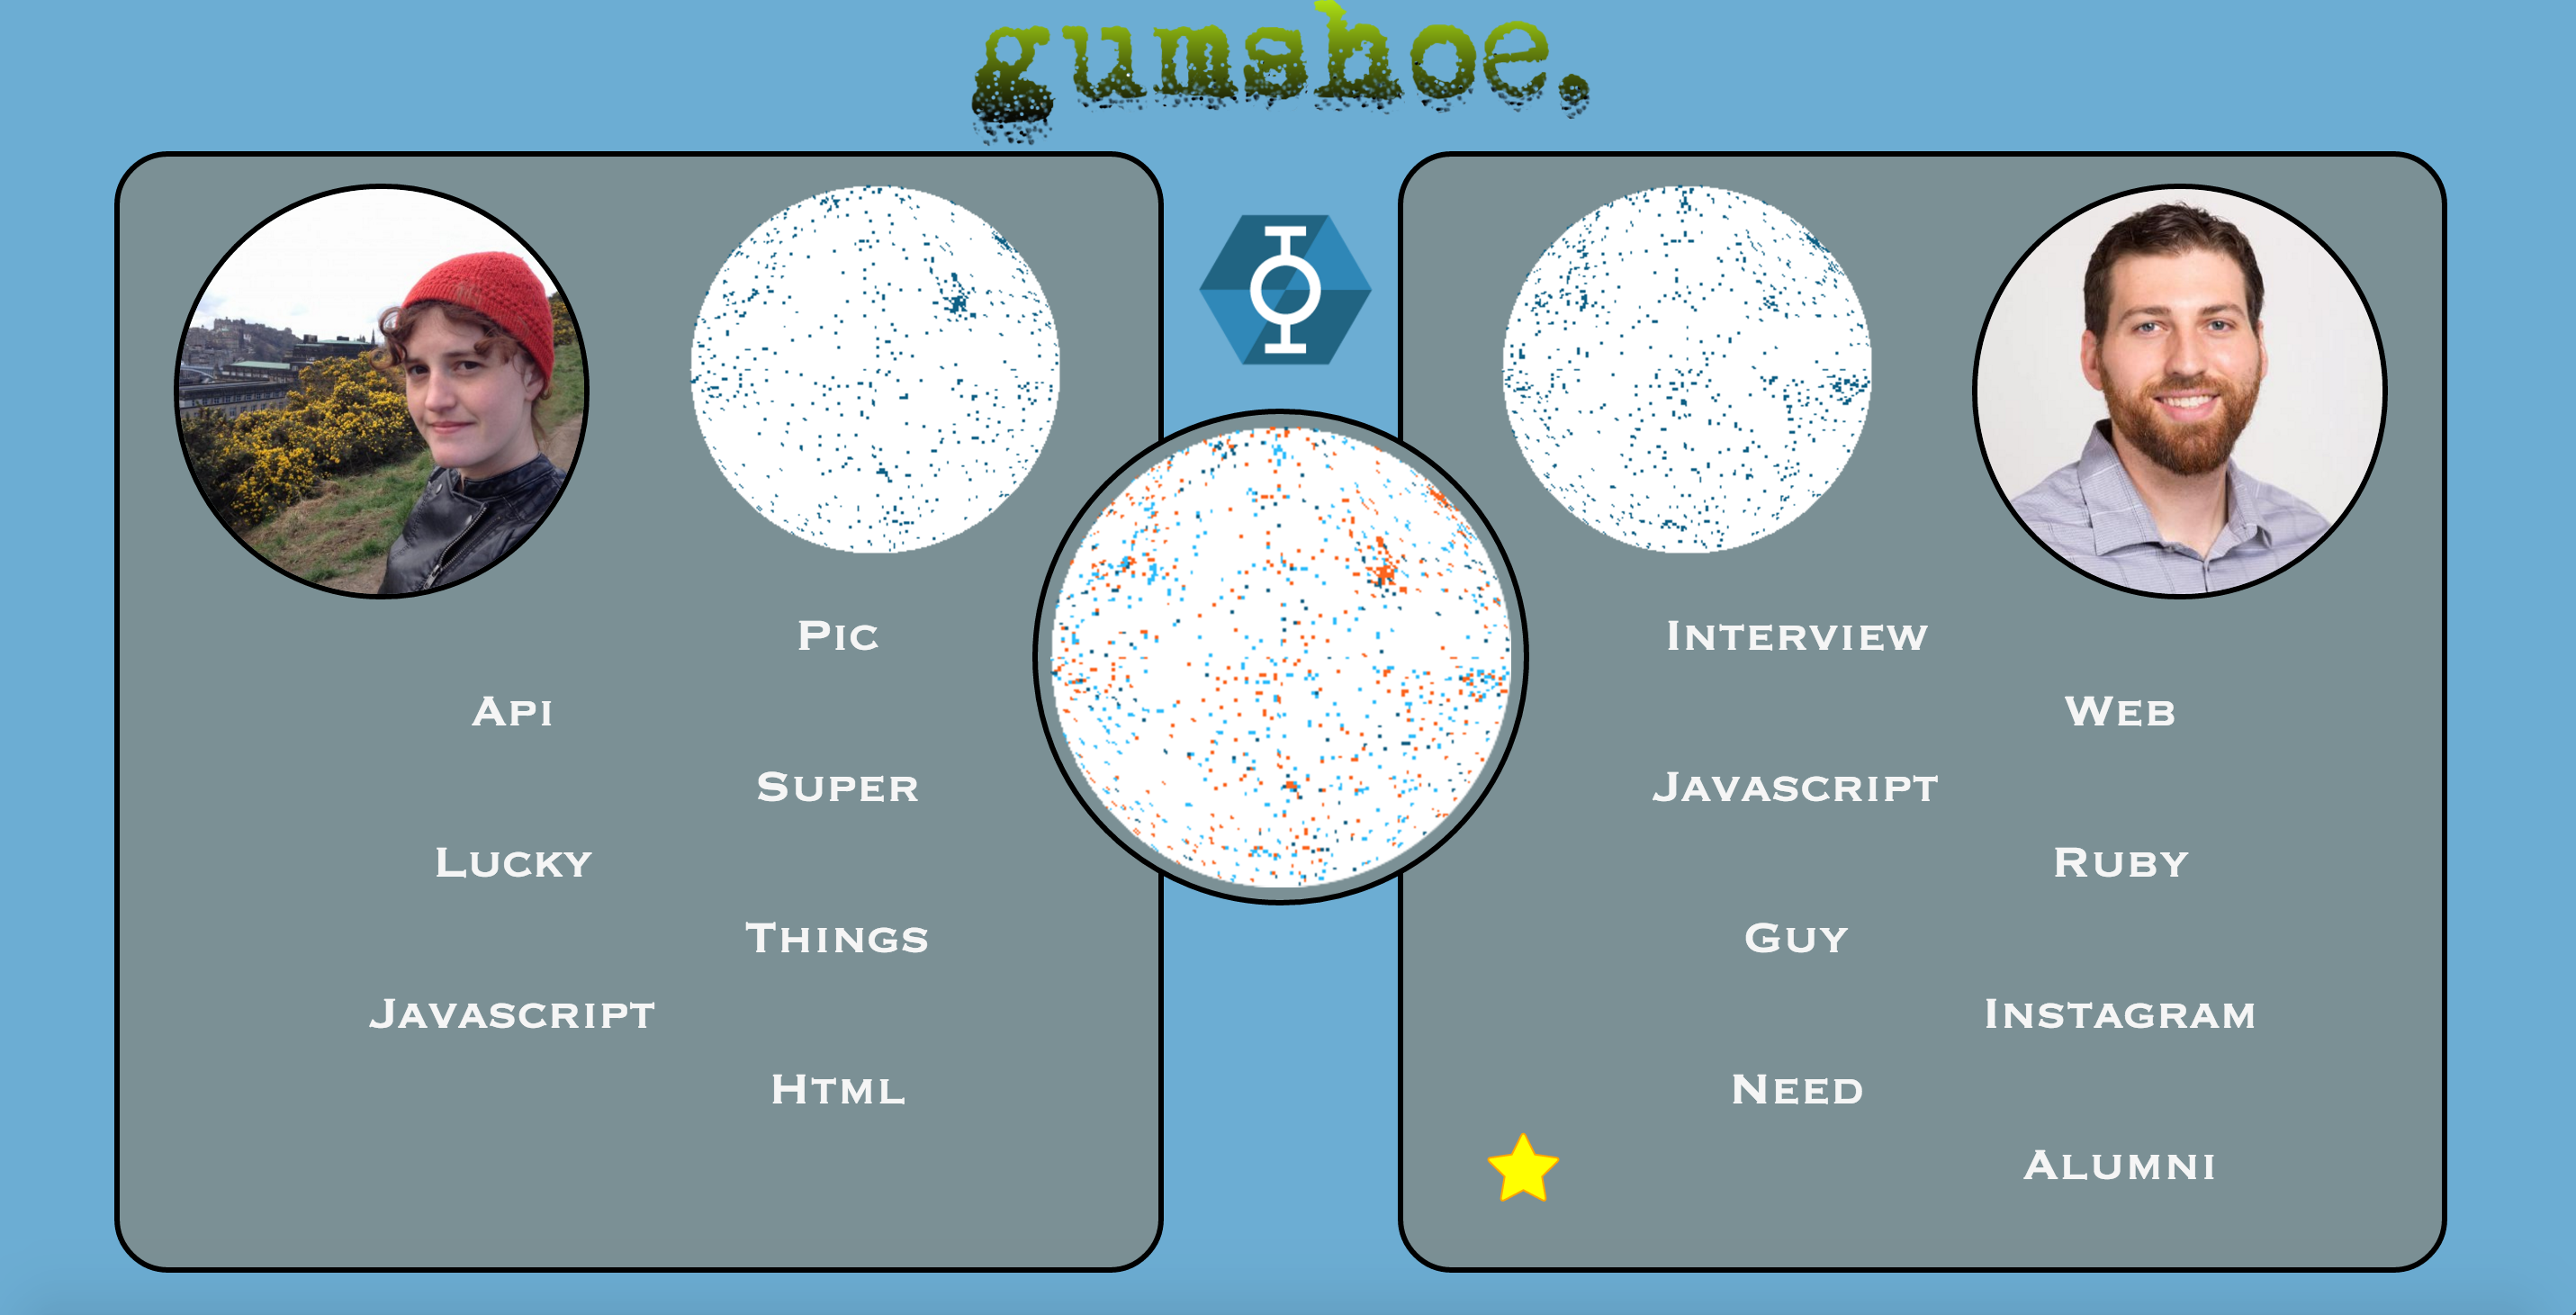 gumshoe.
Pic
Api
Super
Lucky
Things
Javascript
Html
Interview
Web
Javascript
Ruby
Guy
Instagram
Need
Alumni